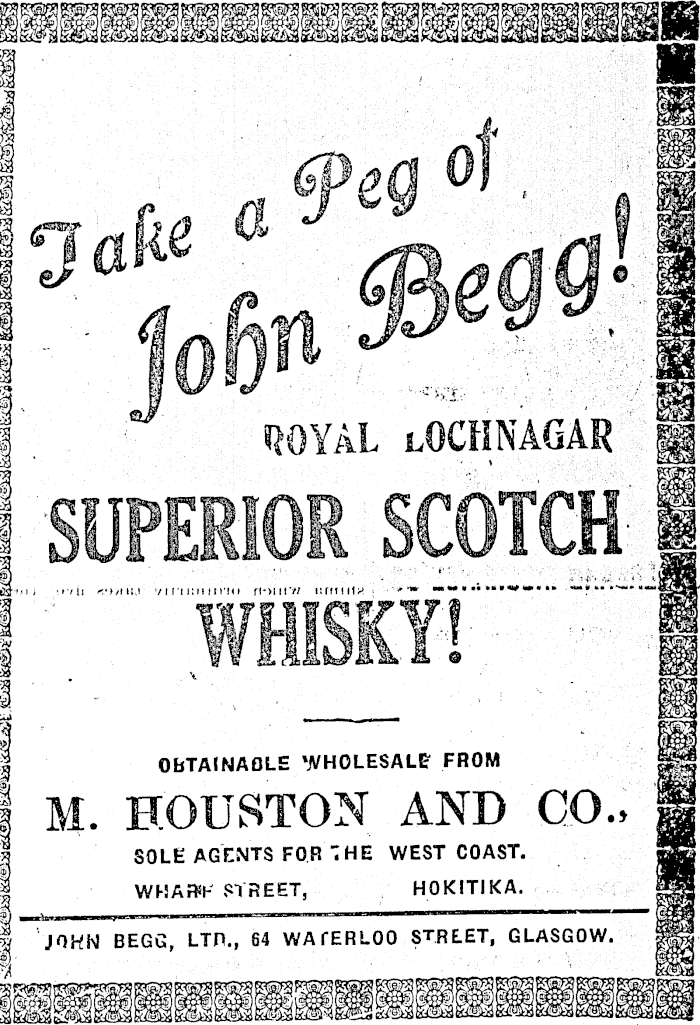 Take a Peg of
John Begg!
ROYAL LOCHNAGAR
SUPERIOR SCOTCH
WHISKY!
OBTAINABLE WHOLESALE FROM
M. HOUSTON AND CO.,
SOLE AGENTS FOR THE WEST COAST.
WHARF STREET, HOKITIKA.
JOHN BEGG, LTD., 64 WATERLOO STREET, GLASGOW.